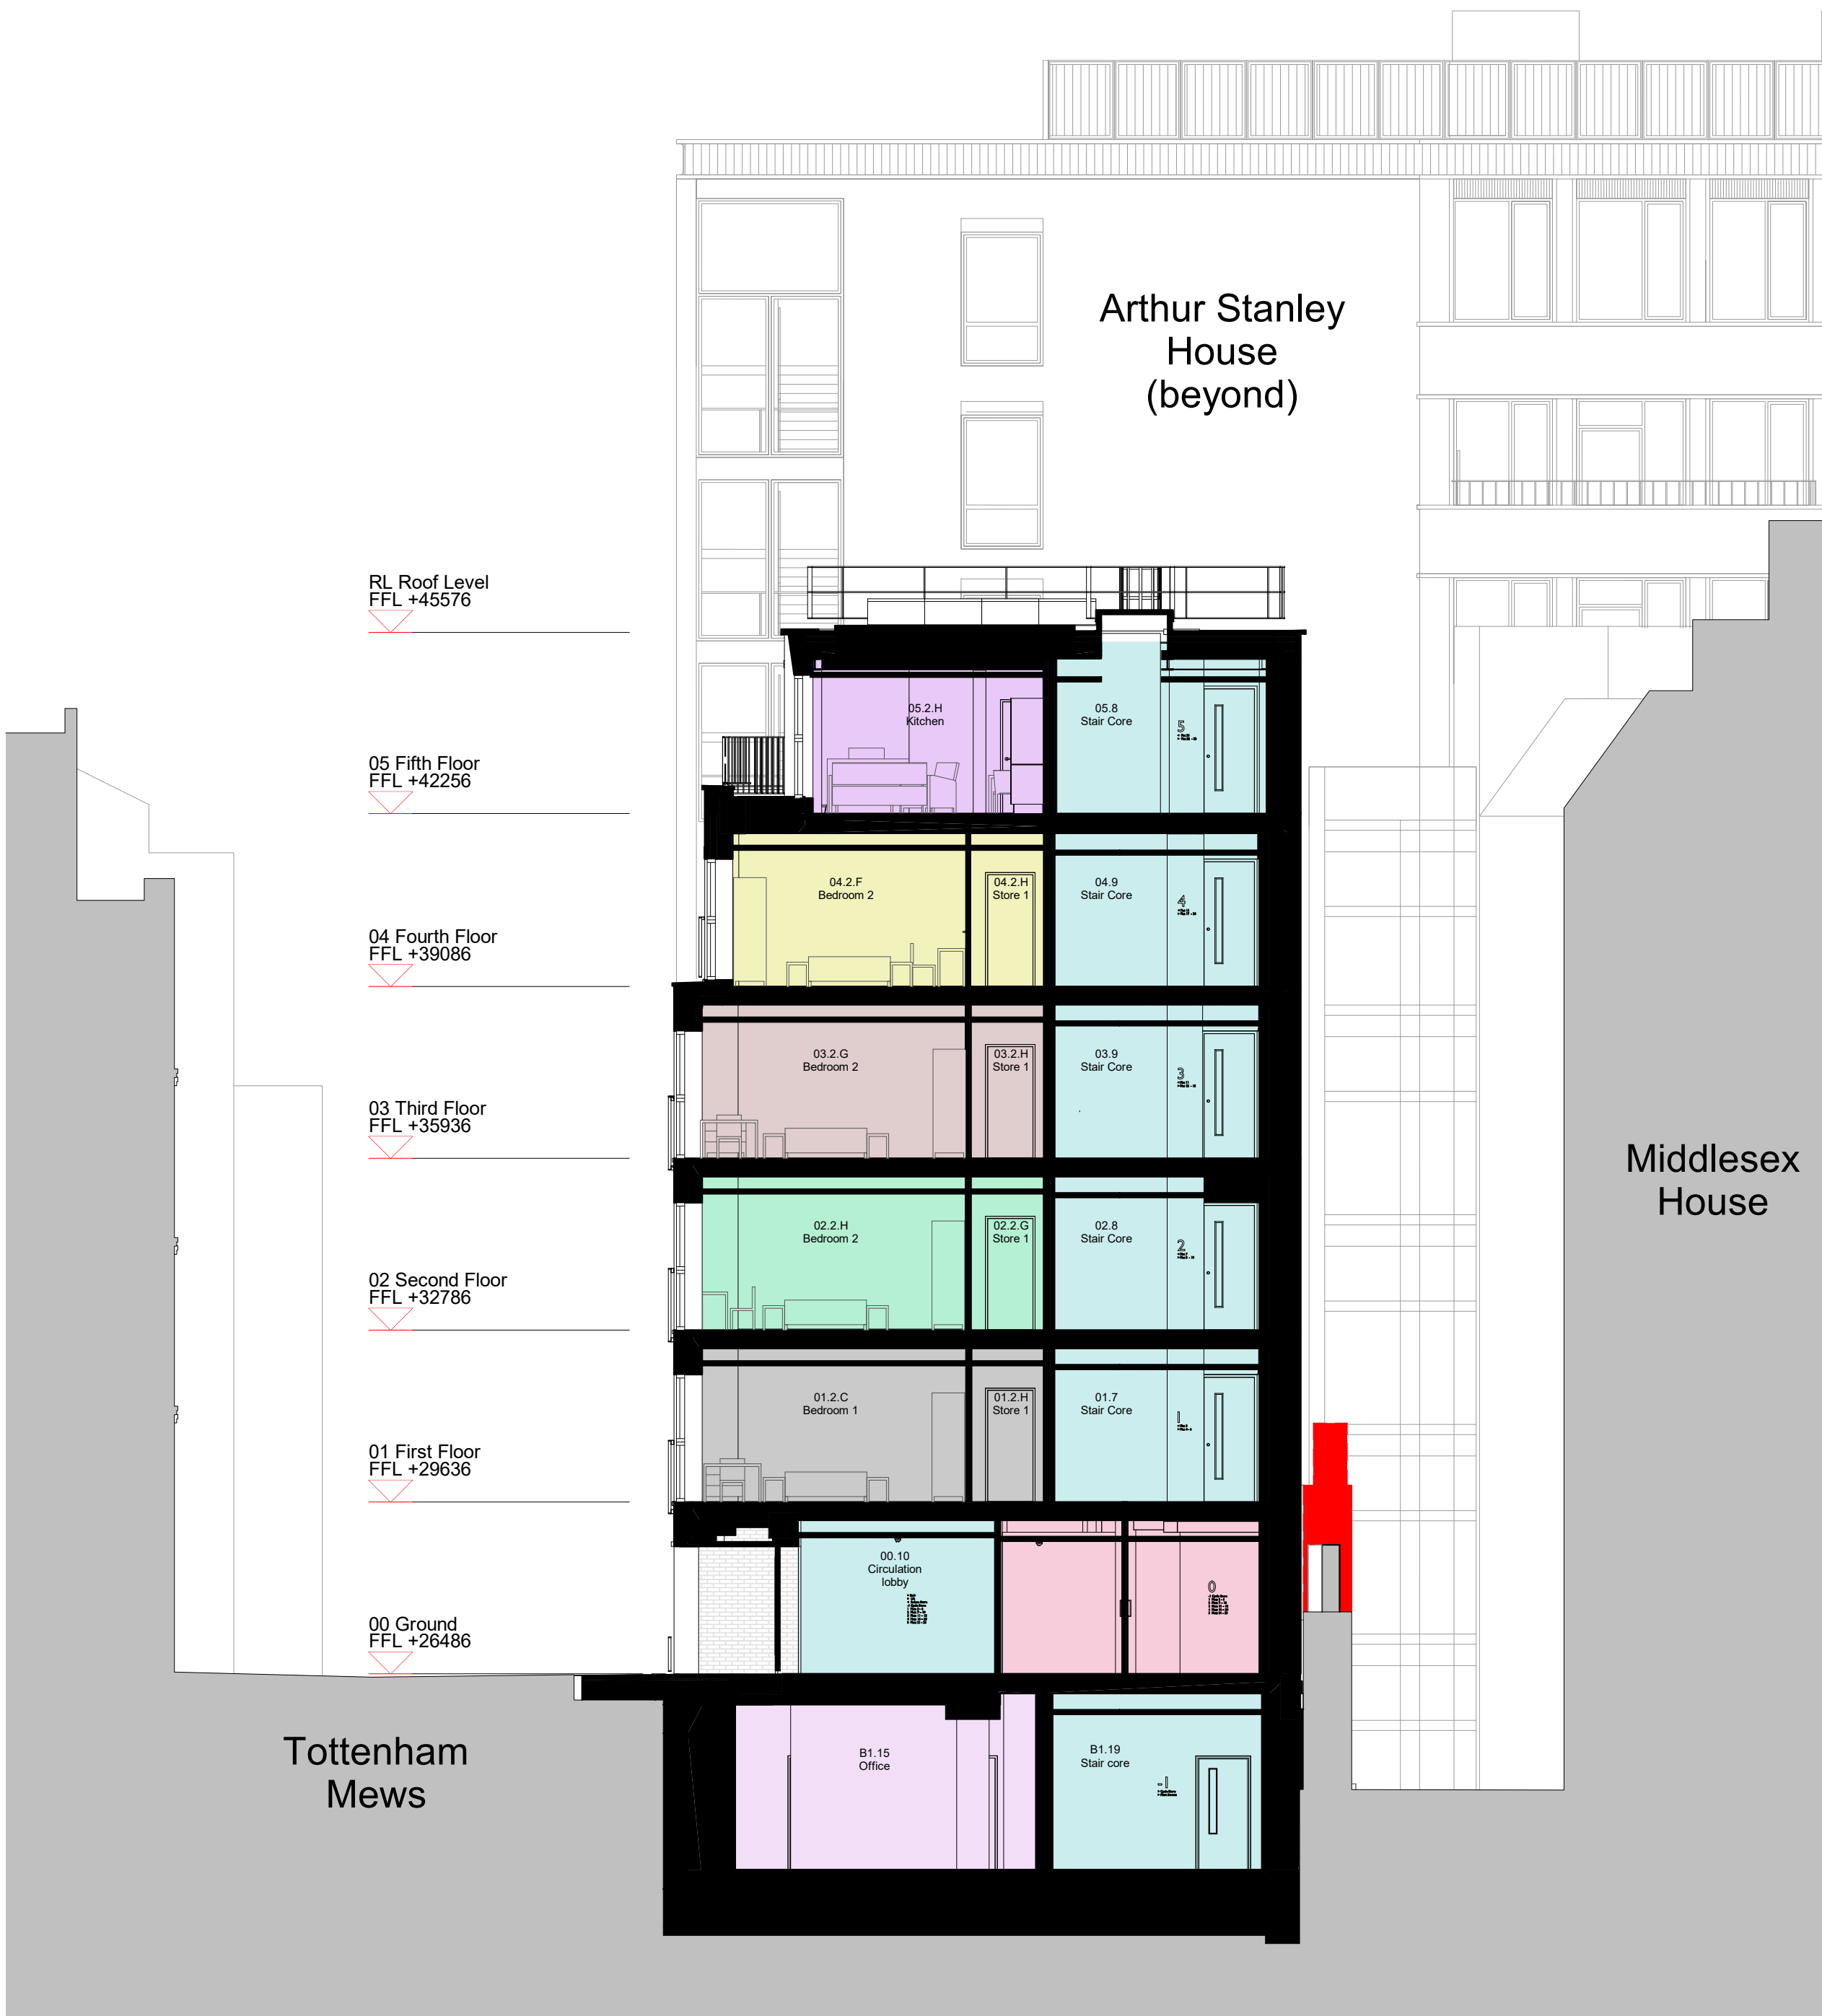 Arthur Stanley
House
(beyond)
RL Roof Level
FFL +45576
05.2.H
Kitchen
05.8
Stair Core
5
05 Fifth Floor
FFL +42256
04.2.F
Bedroom 2
04.2.H
Store 1
04.9
Stair Core
4
04 Fourth Floor
FFL +39086
03.2.G
Bedroom 2
03.2.H
Store 1
03.9
Stair Core
3
03 Third Floor
FFL +35936
Middlesex
House
02.2.H
Bedroom 2
02.2.G
Store 1
02.8
Stair Core
2
02 Second Floor
FFL +32786
01.2.C
Bedroom 1
01.2.H
Store 1
01.7
Stair Core
1
01 First Floor
FFL +29636
00.10
Circulation
lobby
0
00 Ground
FFL +26486
Tottenham
Mews
B1.15
Office
B1.19
Stair core
-1